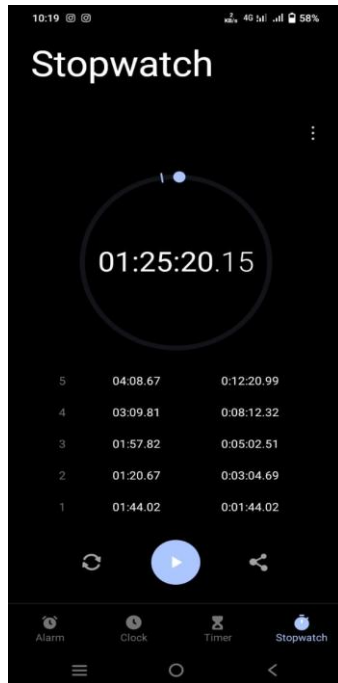 10:19 2 KB/s 4G 58%
Stopwatch
01:25:20.15
5 04:08.67 0:12:20.99
4 03:09.81 0:08:12.32
3 01:57.82 0:05:02.51
2 01:20.67 0:03:04.69
1 01:44.02 0:01:44.02
Alarm Clock Timer Stopwatch